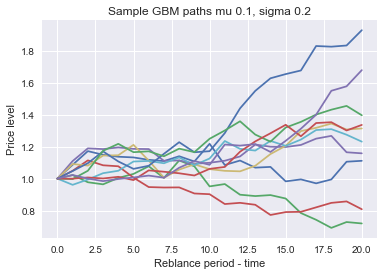 Sample GBM paths mu 0.1, sigma 0.2
Price level
1.8
1.6
1.4
1.2
1.0
0.8
0.0 2.5 5.0 7.5 10.0 12.5 15.0 17.5 20.0
Reblance period - time